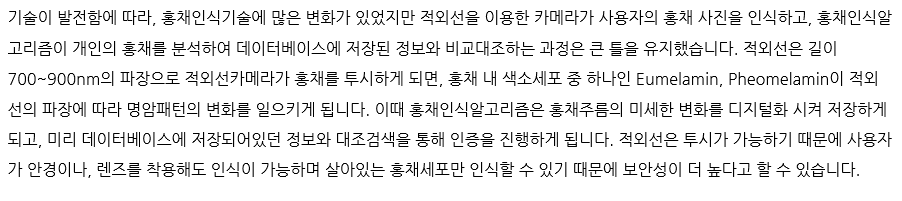 기술이 발전함에 따라, 홍채인식기술에 많은 변화가 있었지만 적외선을 이용한 카메라가 사용자의 홍채 사진을 인식하고, 홍채인식알
고리즘이 개인의 홍채를 분석하여 데이터베이스에 저장된 정보와 비교대조하는 과정은 큰 틀을 유지했습니다. 적외선은 길이
700~900nm의 파장으로 적외선카메라가 홍채를 투시하게 되면, 홍채 내 색소세포 중 하나인 Eumelamin, Pheomelamin이 적외
선의 파장에 따라 명암패턴의 변화를 일으키게 됩니다. 이때 홍채인식알고리즘은 홍채주름의 미세한 변화를 디지털화 시켜 저장하게
되고, 미리 데이터베이스에 저장되어있던 정보와 대조검색을 통해 인증을 진행하게 됩니다. 적외선은 투시가 가능하기 때문에 사용자
가 안경이나, 렌즈를 착용해도 인식이 가능하며 살아있는 홍채세포만 인식할 수 있기 때문에 보안성이 더 높다고 할 수 있습니다.